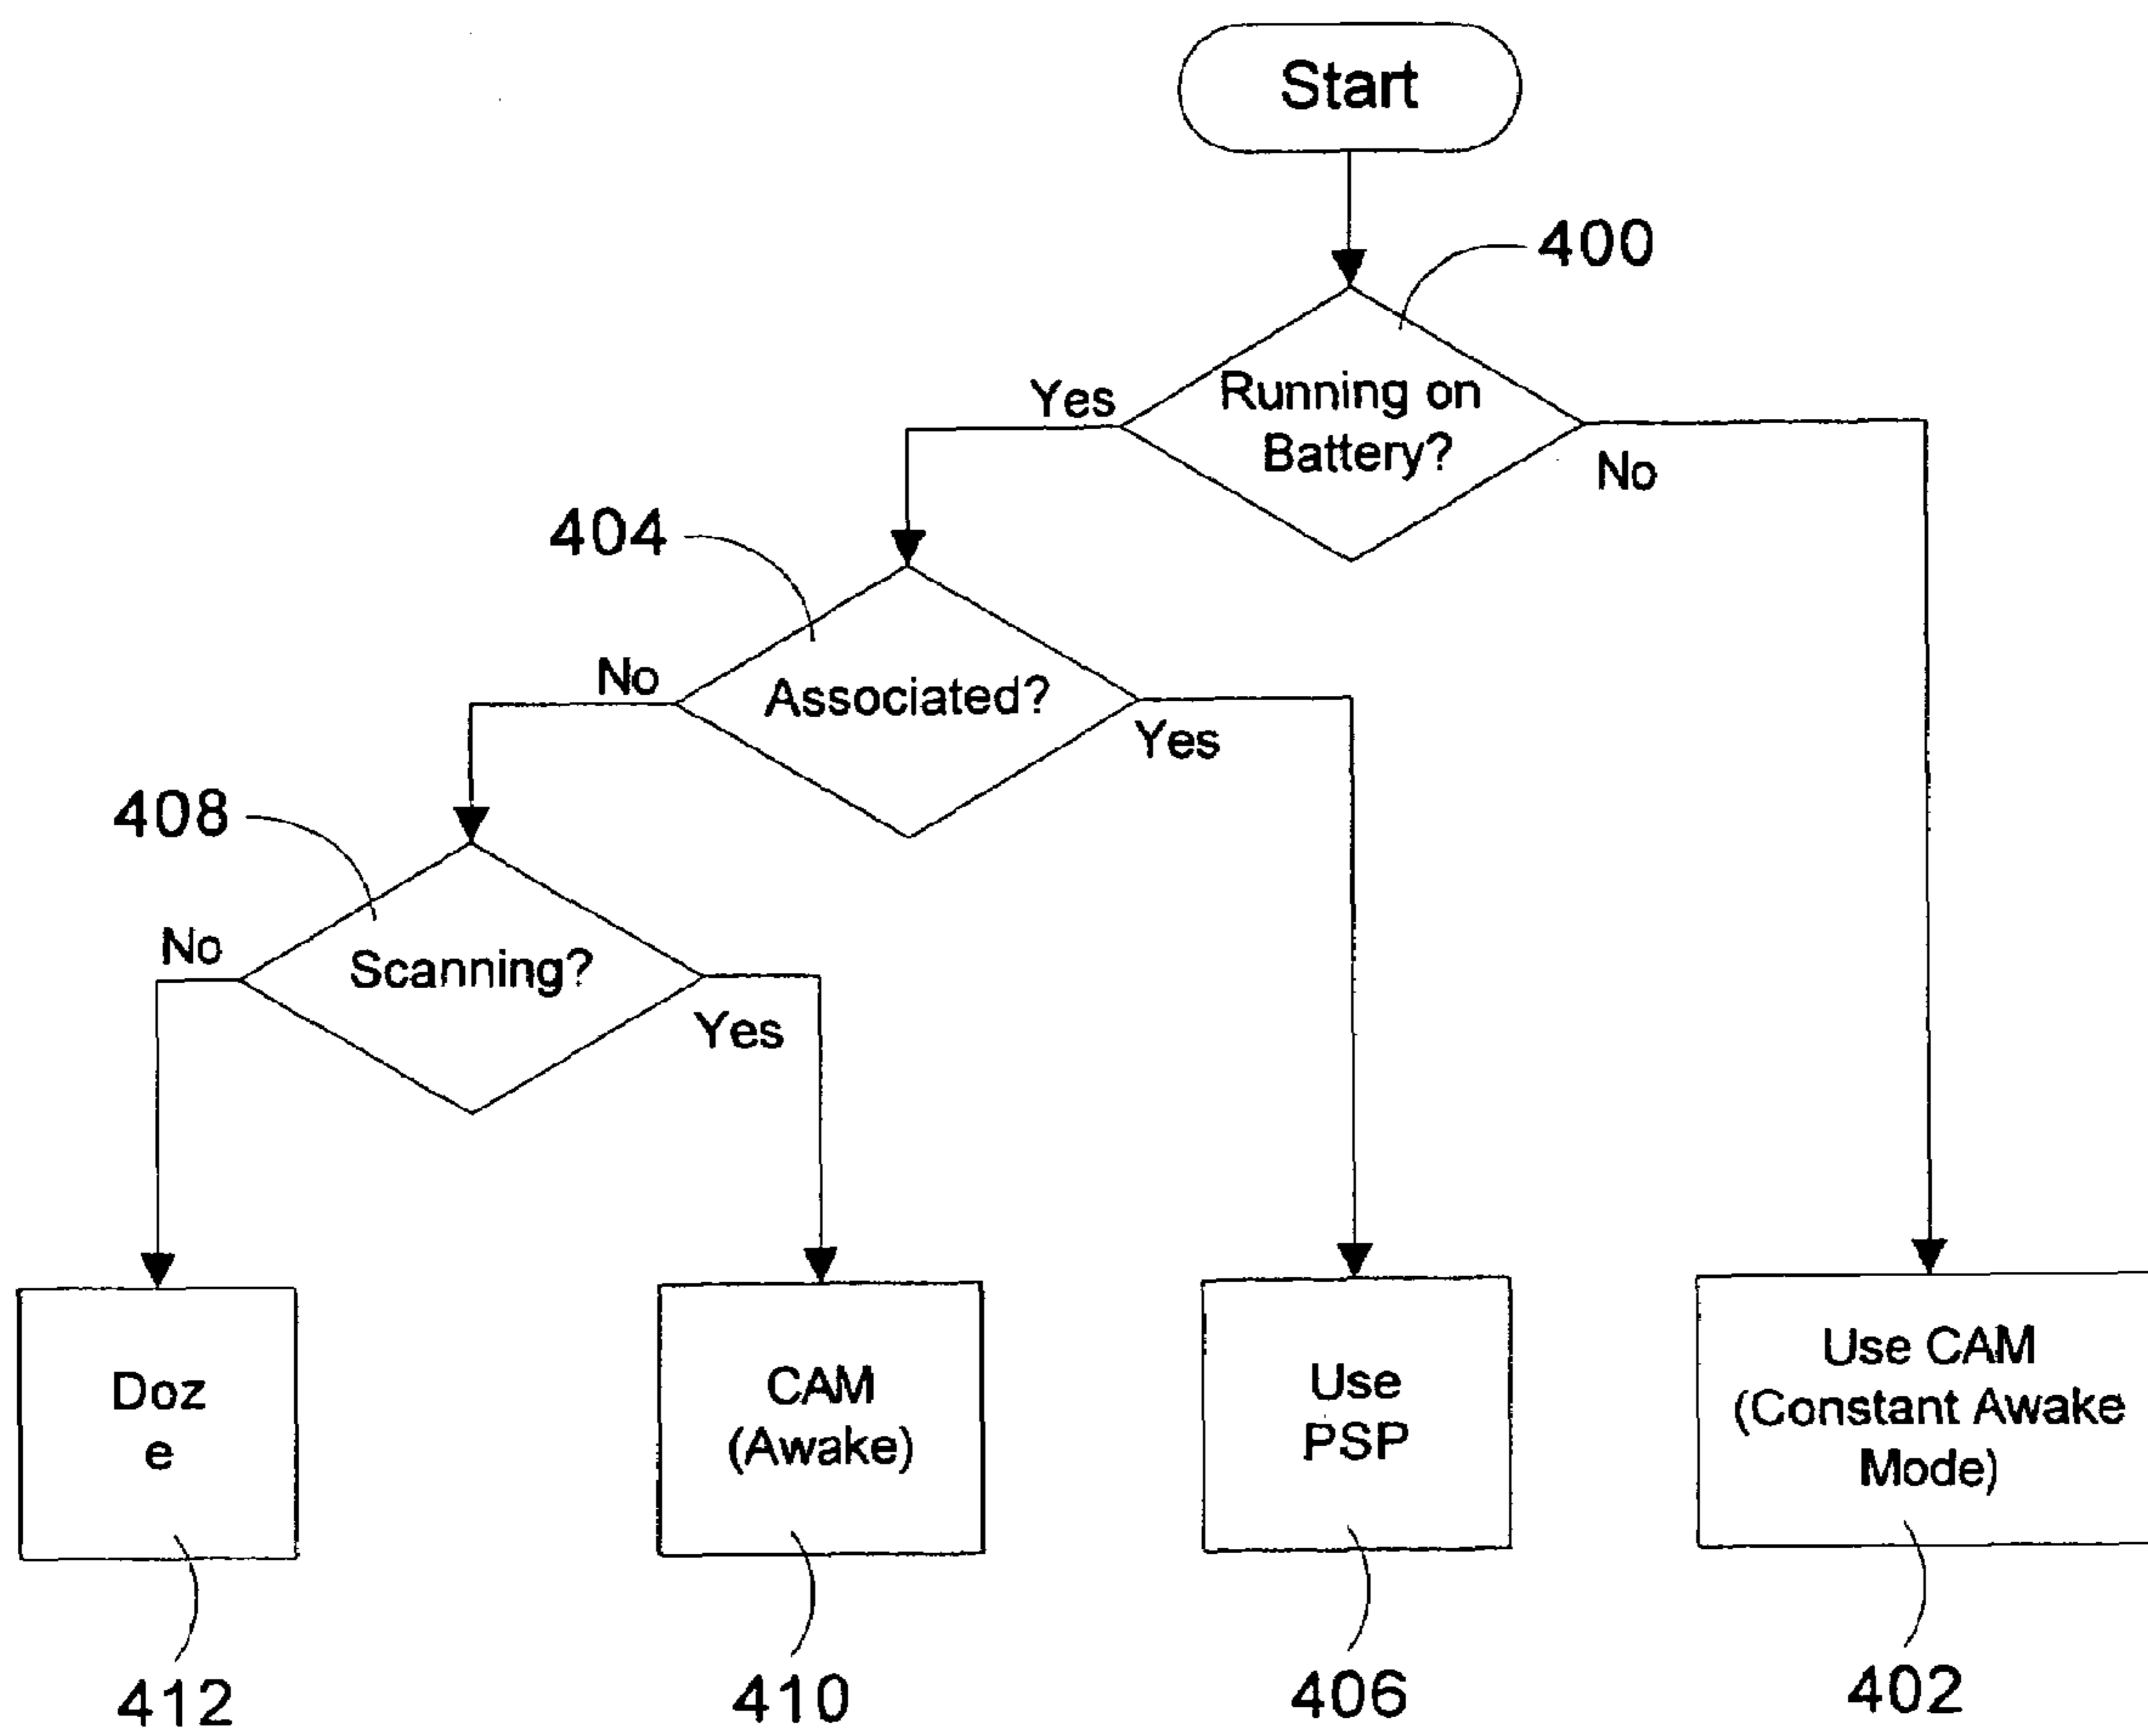 Start
400
Running on
Battery?
Yes
No
404
Associated?
No
Yes
408
Scanning?
No
Yes
Doz
e
CAM
(Awake)
Use
PSP
Use CAM
(Constant Awake
Mode)
412
410
406
402